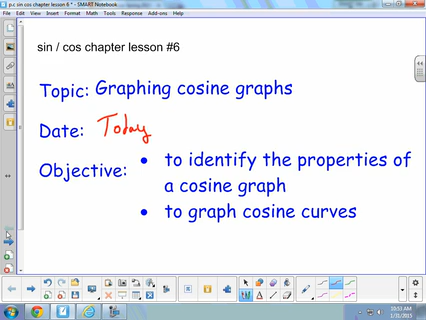 p.c sin cos chapter lesson 6 * - SMART Notebook
File Edit View Insert Format Math Tools Response Add-ons Help
sin / cos chapter lesson #6
Topic: Graphing cosine graphs
Date: Today
Objective: • to identify the properties of
a cosine graph
• to graph cosine curves
10:53 AM
1/31/2015